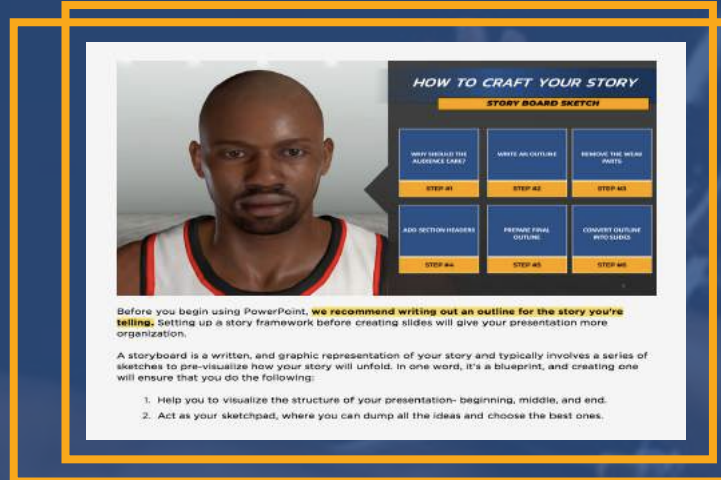 HOW TO CRAFT YOUR STORY
STORY BOARD SKETCH
WHY SHOULD THE
AUDIENCE CARE?
STEP #1
WRITE AN OUTLINE
STEP #2
REMOVE THE WEAK
PARTS
STEP #3
ADD SECTION HEADERS
STEP #4
PREPARE FINAL
OUTLINE
STEP #5
CONVERT OUTLINE
INTO SLIDES
STEP #6
Before you begin using PowerPoint, we recommend writing out an outline for the story you're
telling. Setting up a story framework before creating slides will give your presentation more
organization.
A storyboard is a written, and graphic representation of your story and typically involves a series of
sketches to pre-visualize how your story will unfold. In one word, it's a blueprint, and creating one
will ensure that you do the following:
1. Help you to visualize the structure of your presentation- beginning, middle, and end.
2. Act as your sketchpad, where you can dump all the ideas and choose the best ones.